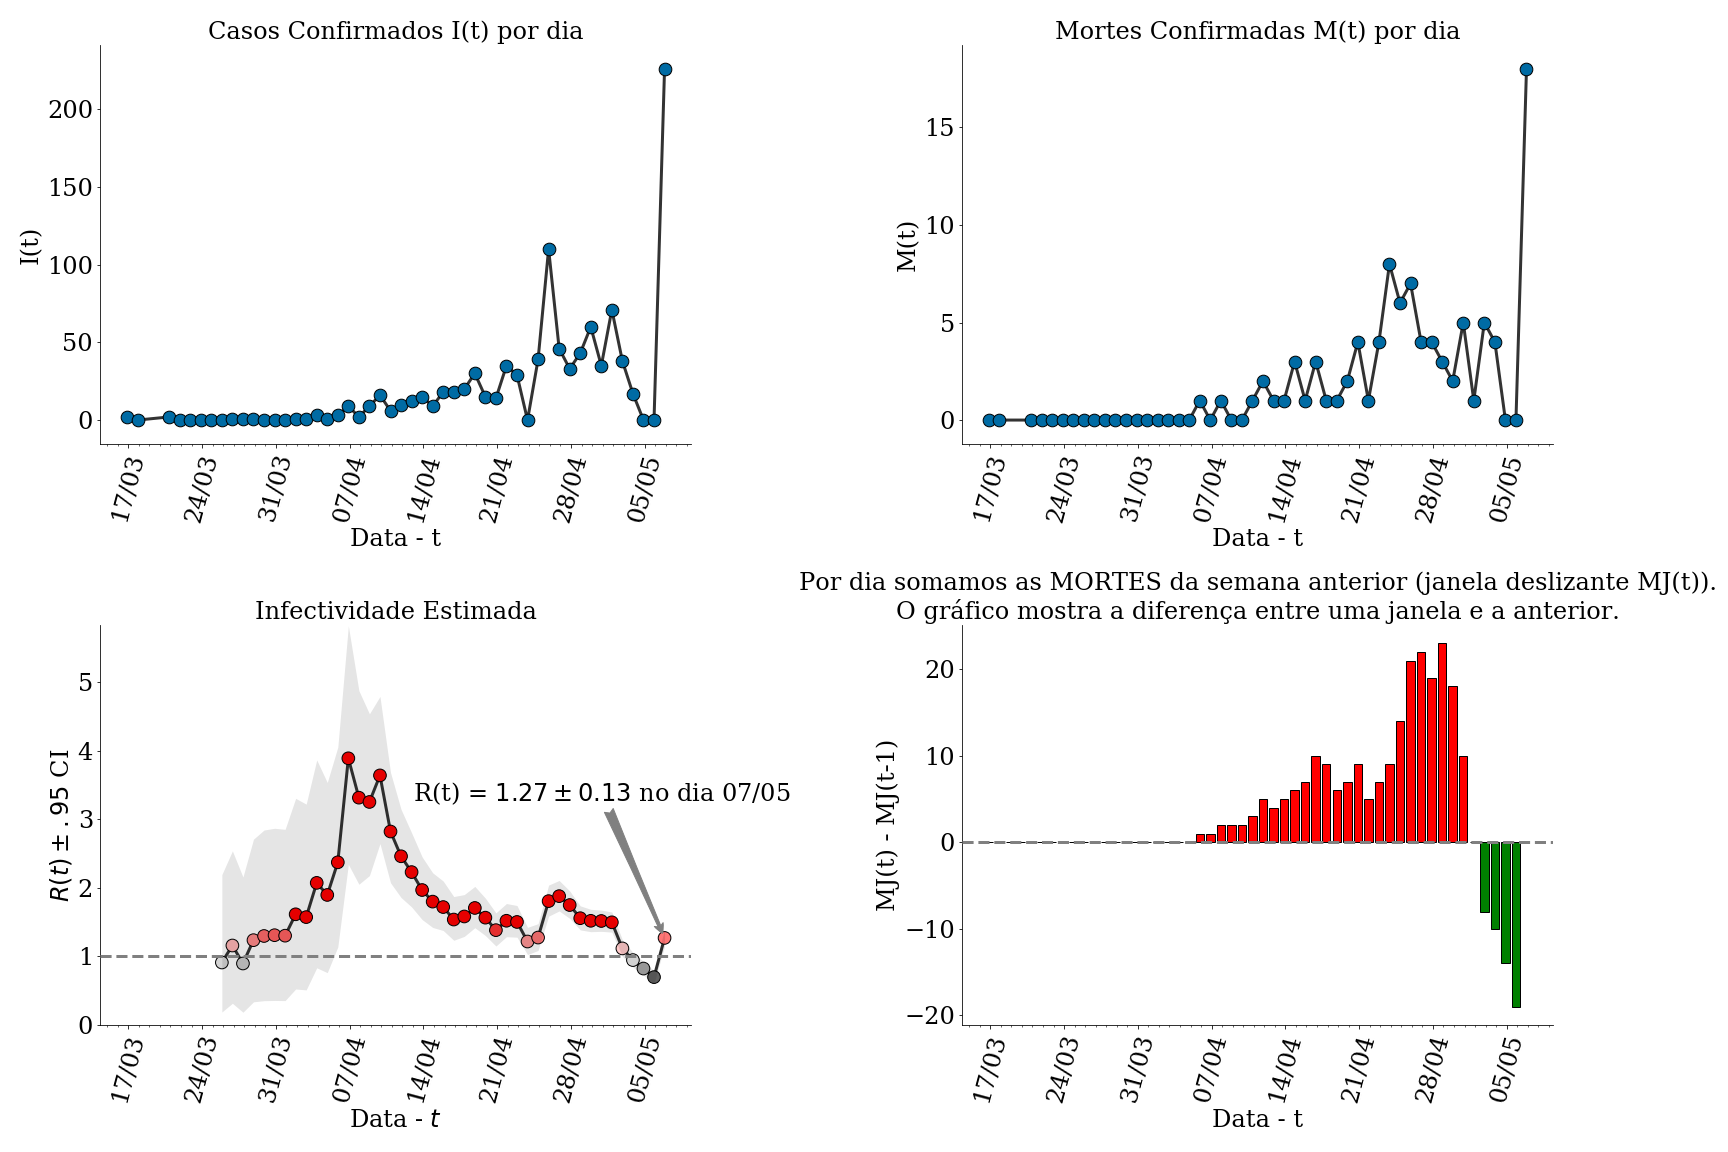 Casos Confirmados I(t) por dia
I(t)
200
150
100
50
0
17/03 24/03 31/03 07/04 14/04 21/04 28/04 05/05
Data - t
Mortes Confirmadas M(t) por dia
M(t)
15
10
5
0
17/03 24/03 31/03 07/04 14/04 21/04 28/04 05/05
Data - t
Infectividade Estimada
R(t) ± .95 CI
5
4
3
2
1
0
R(t) = 1.27 ± 0.13 no dia 07/05
17/03 24/03 31/03 07/04 14/04 21/04 28/04 05/05
Data - t
Por dia somamos as MORTES da semana anterior (janela deslizante MJ(t)).
O gráfico mostra a diferença entre uma janela e a anterior.
MJ(t) - MJ(t-1)
20
10
0
−10
−20
17/03 24/03 31/03 07/04 14/04 21/04 28/04 05/05
Data - t